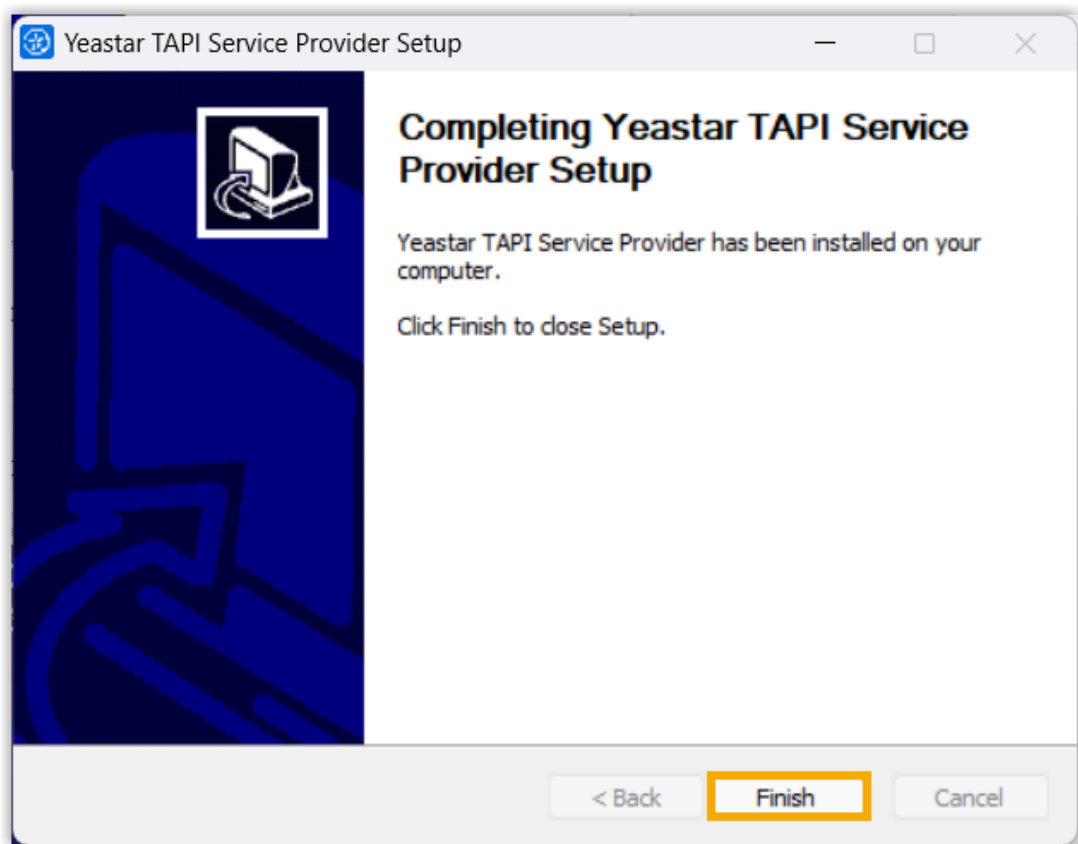 Yeastar TAPI Service Provider Setup
Completing Yeastar TAPI Service
Provider Setup
Yeastar TAPI Service Provider has been installed on your
computer.
Click Finish to close Setup.
< Back
Finish
Cancel